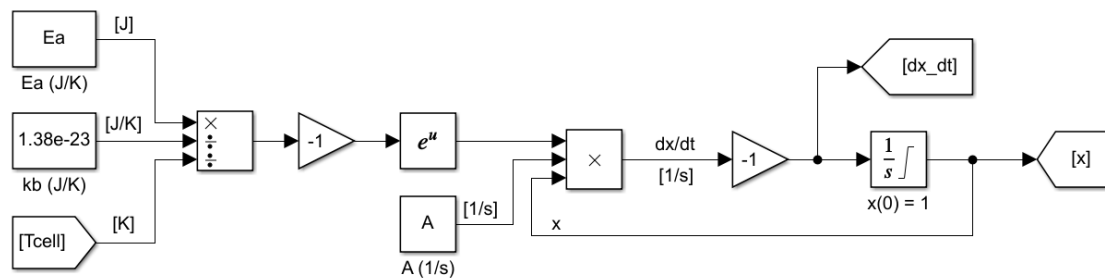 Ea
[J]
Ea (J/K)
1.38e-23
[J/K]
kb (J/K)
[Tcell]
[K]
×
÷
÷
-1
e^u
A
[1/s]
A (1/s)
×
dx/dt
[1/s]
-1
[dx_dt]
1/s
x(0) = 1
[x]
x